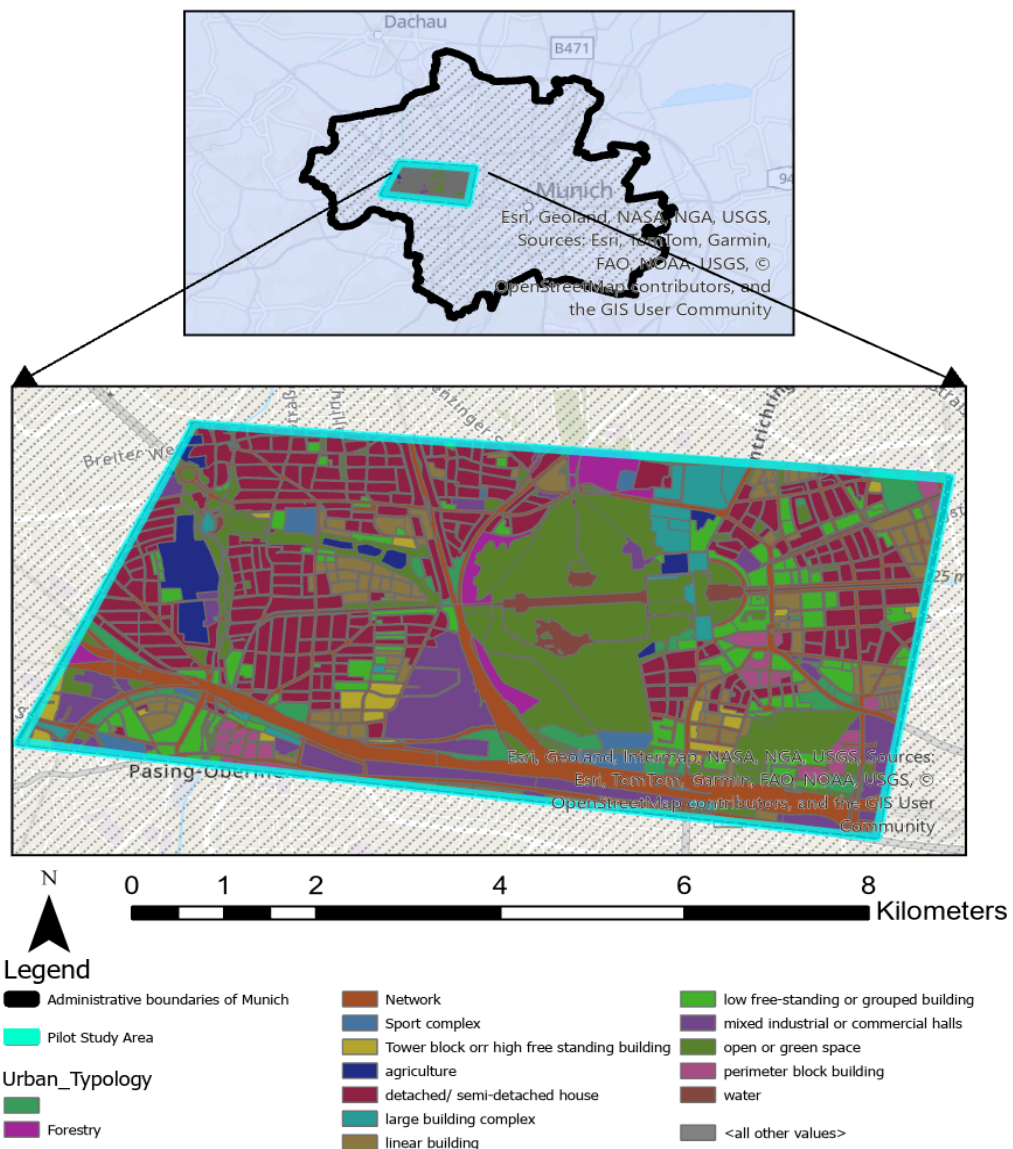 Dachau
B471
94
Munich
Esri, Geoland, NASA, NGA, USGS,
Sources: Esri, TomTom, Garmin,
FAO, NOAA, USGS, ©
OpenStreetMap contributors, and
the GIS User Community
Breiter We
25 m
Esri, Geoland, Intermap, NASA, NGA, USGS, Sources:
Esri, TomTom, Garmin, FAO, NOAA, USGS, ©
OpenStreetMap contributors, and the GIS User
Community
N
0 1 2 4 6 8
Kilometers
Legend
Administrative boundaries of Munich
Pilot Study Area
Urban_Typology
Forestry
Network
Sport complex
Tower block orr high free standing building
agriculture
detached/ semi-detached house
large building complex
linear building
low free-standing or grouped building
mixed industrial or commercial halls
open or green space
perimeter block building
water
<all other values>